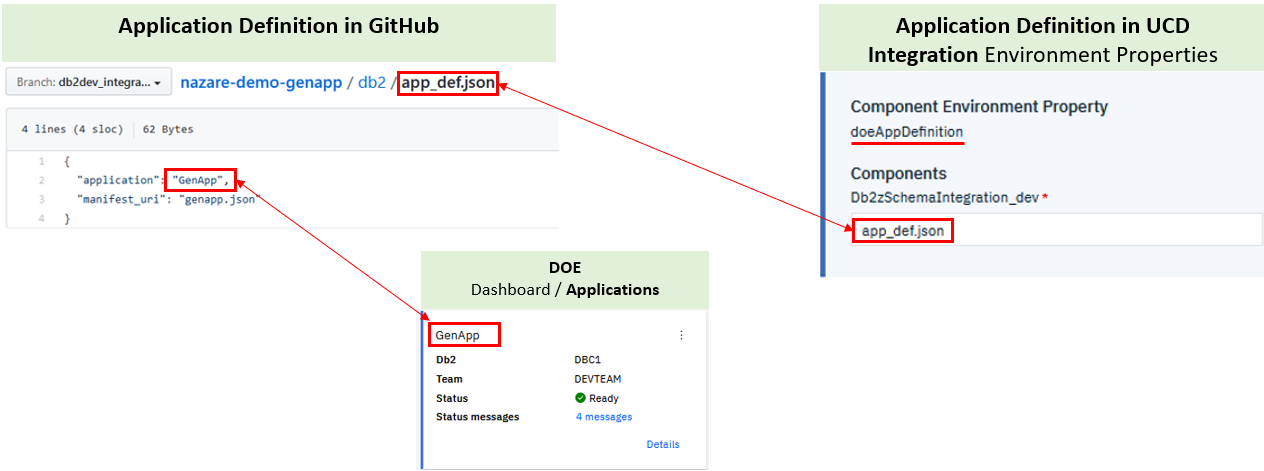 Application Definition in GitHub
Branch: db2dev_integra...
nazare-demo-genapp / db2 / app_def.json
4 lines (4 sloc) 62 Bytes
1 {
2 "application": "GenApp",
3 "manifest_uri": "genapp.json"
4 }
Application Definition in UCD
Integration Environment Properties
Component Environment Property
doeAppDefinition
Components
Db2zSchemaIntegration_dev *
app_def.json
DOE
Dashboard / Applications
GenApp
Db2 DBC1
Team DEVTEAM
Status Ready
Status messages 4 messages
Details